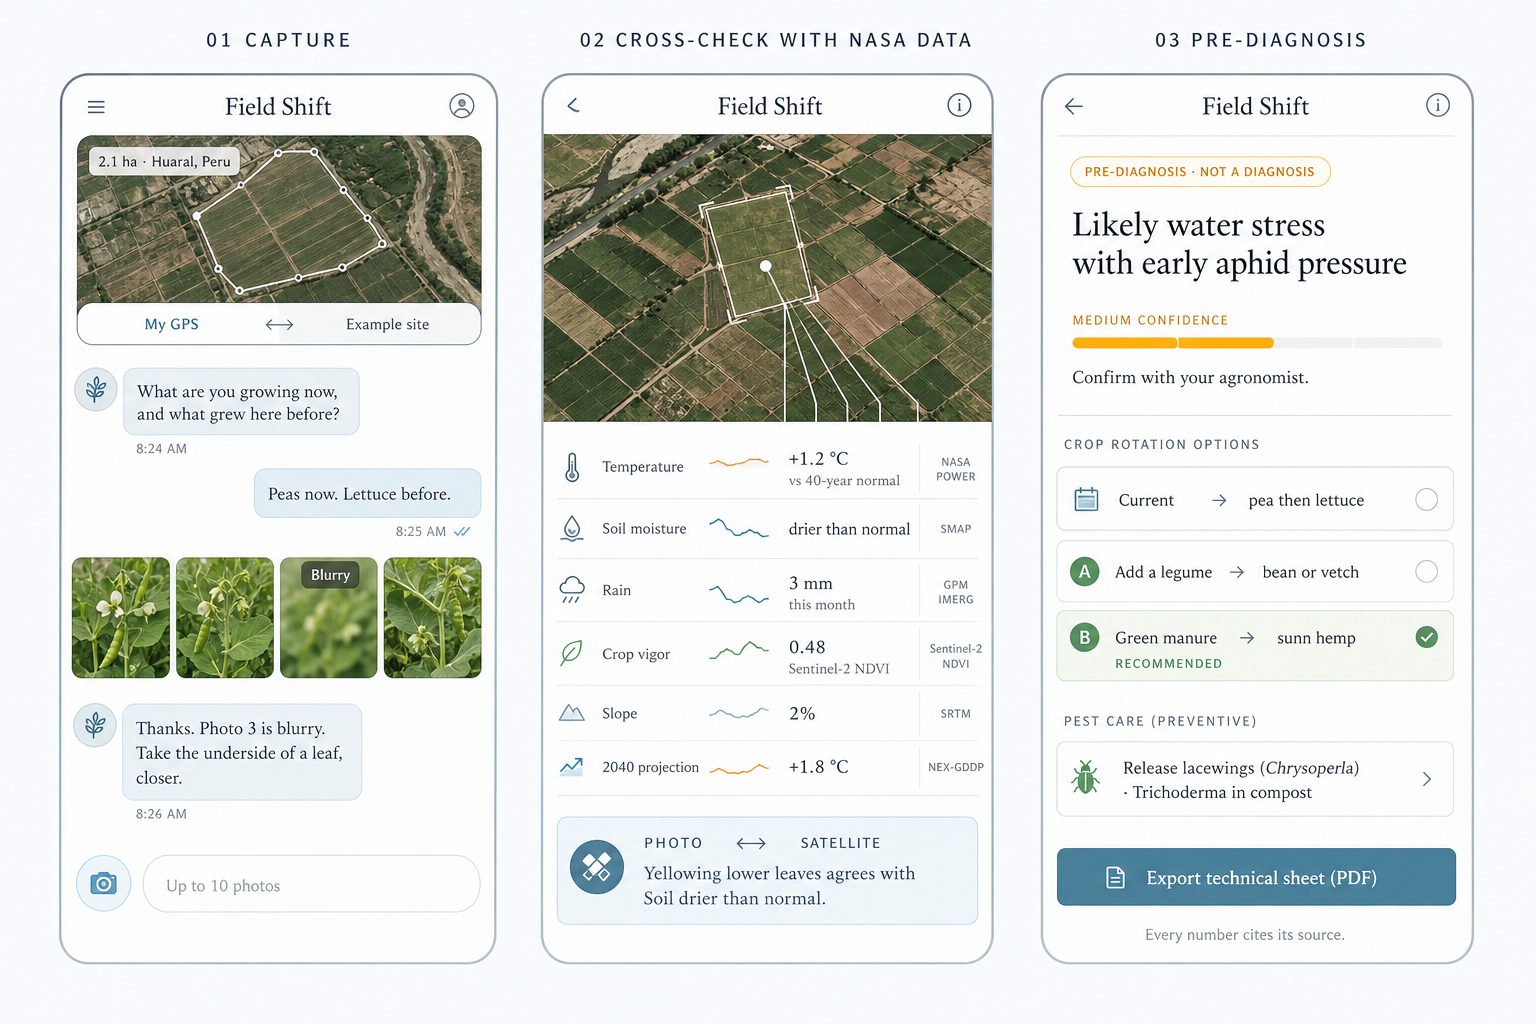 01 CAPTURE
Field Shift
2.1 ha · Huaral, Peru
My GPS
Example site
What are you growing now,
and what grew here before?
8:24 AM
Peas now. Lettuce before.
8:25 AM
Blurry
Thanks. Photo 3 is blurry.
Take the underside of a leaf,
closer.
8:26 AM
Up to 10 photos
02 CROSS-CHECK WITH NASA DATA
Field Shift
Temperature
+1.2 °C
vs 40-year normal
NASA
POWER
Soil moisture
drier than normal
SMAP
Rain
3 mm
this month
GPM
IMERG
Crop vigor
0.48
Sentinel-2 NDVI
Sentinel-2
NDVI
Slope
2%
SRTM
2040 projection
+1.8 °C
NEX-GDDP
PHOTO ⟷ SATELLITE
Yellowing lower leaves agrees with
Soil drier than normal.
03 PRE-DIAGNOSIS
Field Shift
PRE-DIAGNOSIS · NOT A DIAGNOSIS
Likely water stress
with early aphid pressure
MEDIUM CONFIDENCE
Confirm with your agronomist.
CROP ROTATION OPTIONS
Current → pea then lettuce
A Add a legume → bean or vetch
B Green manure → sunn hemp
RECOMMENDED
PEST CARE (PREVENTIVE)
Release lacewings (Chrysoperla)
· Trichoderma in compost
Export technical sheet (PDF)
Every number cites its source.